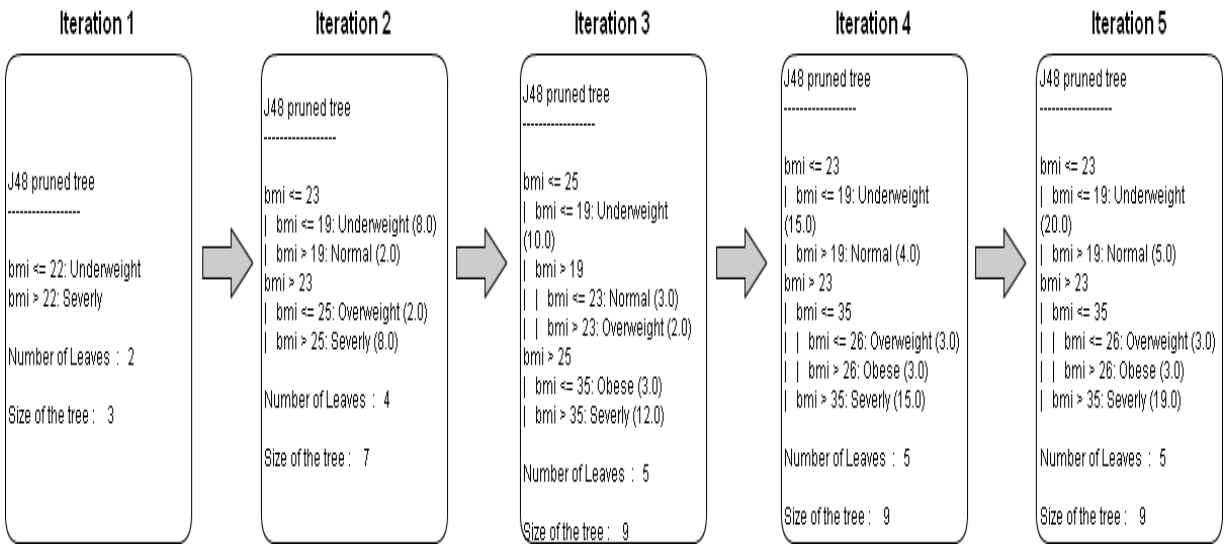 Iteration 1
J48 pruned tree
------------------
bmi <= 22: Underweight
bmi > 22: Severly
Number of Leaves : 2
Size of the tree : 3
Iteration 2
J48 pruned tree
------------------
bmi <= 23
| bmi <= 19: Underweight (8.0)
| bmi > 19: Normal (2.0)
bmi > 23
| bmi <= 25: Overweight (2.0)
| bmi > 25: Severly (8.0)
Number of Leaves : 4
Size of the tree : 7
Iteration 3
J48 pruned tree
------------------
bmi <= 25
| bmi <= 19: Underweight
(10.0)
| bmi > 19
| | bmi <= 23: Normal (3.0)
| | bmi > 23: Overweight (2.0)
bmi > 25
| bmi <= 35: Obese (3.0)
| bmi > 35: Severly (12.0)
Number of Leaves : 5
Size of the tree : 9
Iteration 4
J48 pruned tree
------------------
bmi <= 23
| bmi <= 19: Underweight
(15.0)
| bmi > 19: Normal (4.0)
bmi > 23
| bmi <= 35
| | bmi <= 26: Overweight (3.0)
| | bmi > 26: Obese (3.0)
| bmi > 35: Severly (15.0)
Number of Leaves : 5
Size of the tree : 9
Iteration 5
J48 pruned tree
------------------
bmi <= 23
| bmi <= 19: Underweight
(20.0)
| bmi > 19: Normal (5.0)
bmi > 23
| bmi <= 35
| | bmi <= 26: Overweight (3.0)
| | bmi > 26: Obese (3.0)
| bmi > 35: Severly (19.0)
Number of Leaves : 5
Size of the tree : 9